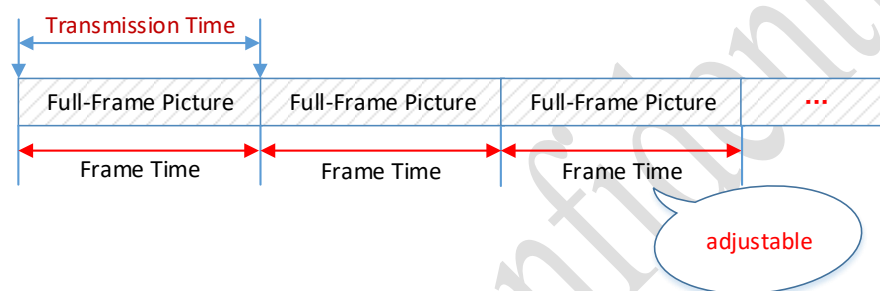 Transmission Time
Full-Frame Picture Full-Frame Picture Full-Frame Picture ...
Frame Time Frame Time Frame Time
adjustable